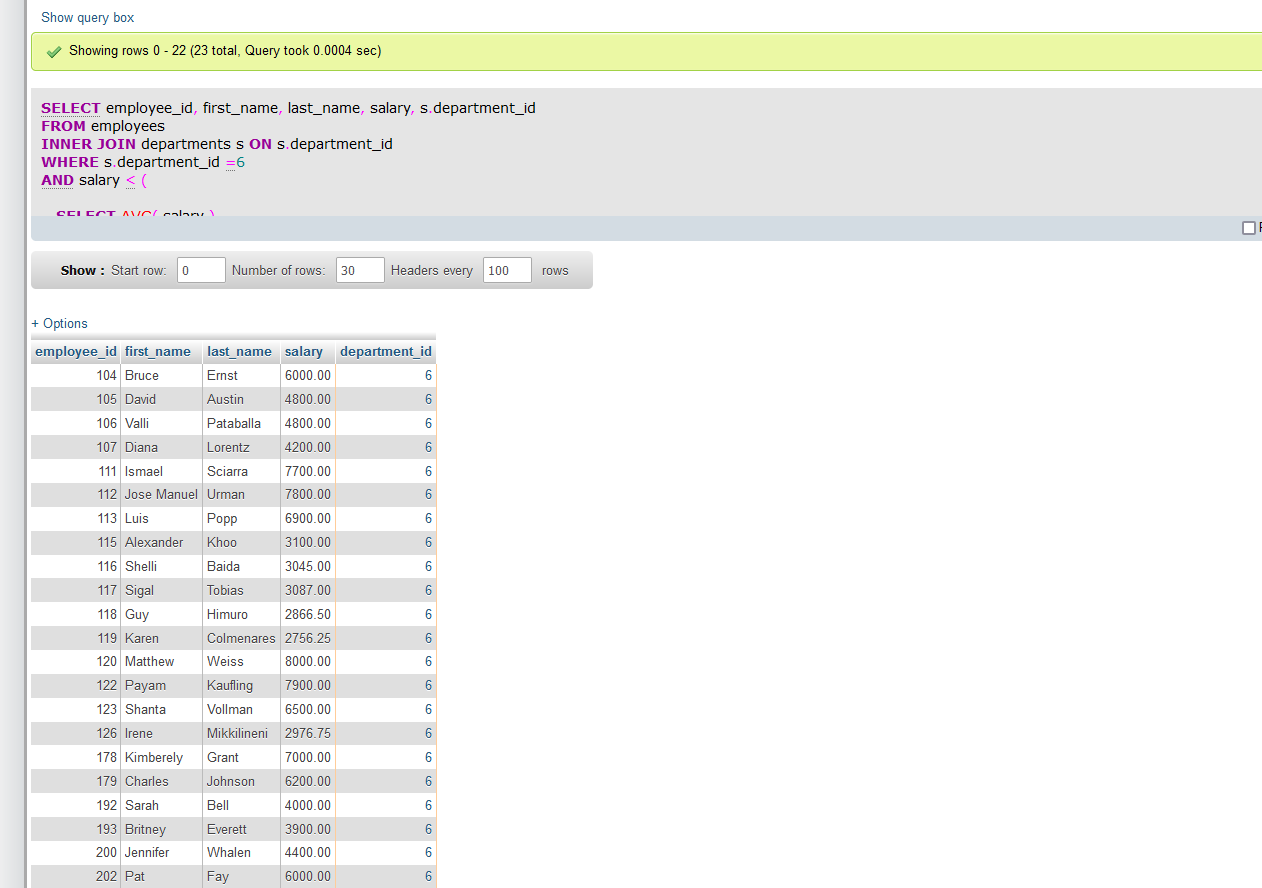 Show query box
Showing rows 0 - 22 (23 total, Query took 0.0004 sec)
SELECT employee_id, first_name, last_name, salary, s.department_id
FROM employees
INNER JOIN departments s ON s.department_id
WHERE s.department_id =6
AND salary < (
SELECT AVG( salary )
Show : Start row: 0 Number of rows: 30 Headers every 100 rows
+ Options
employee_id first_name last_name salary department_id
104 Bruce Ernst 6000.00 6
105 David Austin 4800.00 6
106 Valli Pataballa 4800.00 6
107 Diana Lorentz 4200.00 6
111 Ismael Sciarra 7700.00 6
112 Jose Manuel Urman 7800.00 6
113 Luis Popp 6900.00 6
115 Alexander Khoo 3100.00 6
116 Shelli Baida 3045.00 6
117 Sigal Tobias 3087.00 6
118 Guy Himuro 2866.50 6
119 Karen Colmenares 2756.25 6
120 Matthew Weiss 8000.00 6
122 Payam Kaufling 7900.00 6
123 Shanta Vollman 6500.00 6
126 Irene Mikkilineni 2976.75 6
178 Kimberely Grant 7000.00 6
179 Charles Johnson 6200.00 6
192 Sarah Bell 4000.00 6
193 Britney Everett 3900.00 6
200 Jennifer Whalen 4400.00 6
202 Pat Fay 6000.00 6